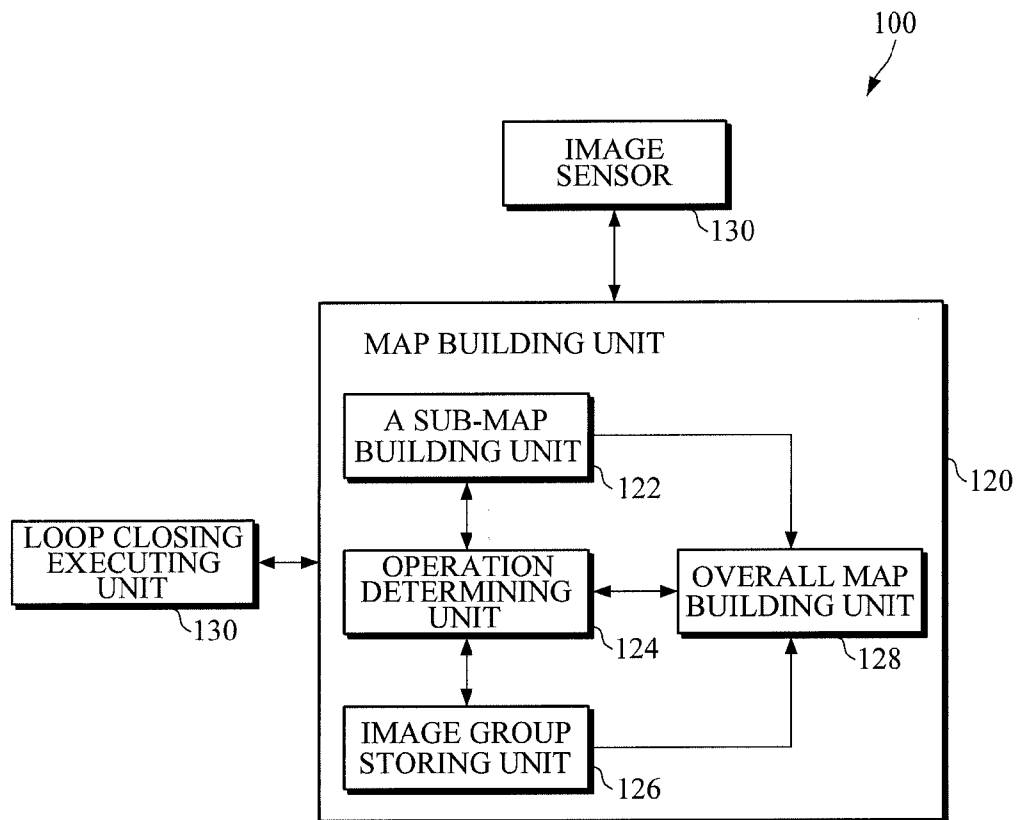 100
IMAGE
SENSOR
130
MAP BUILDING UNIT
A SUB-MAP
BUILDING UNIT
122
120
LOOP CLOSING
EXECUTING
UNIT
130
OPERATION
DETERMINING
UNIT
124
OVERALL MAP
BUILDING UNIT
128
IMAGE GROUP
STORING UNIT
126